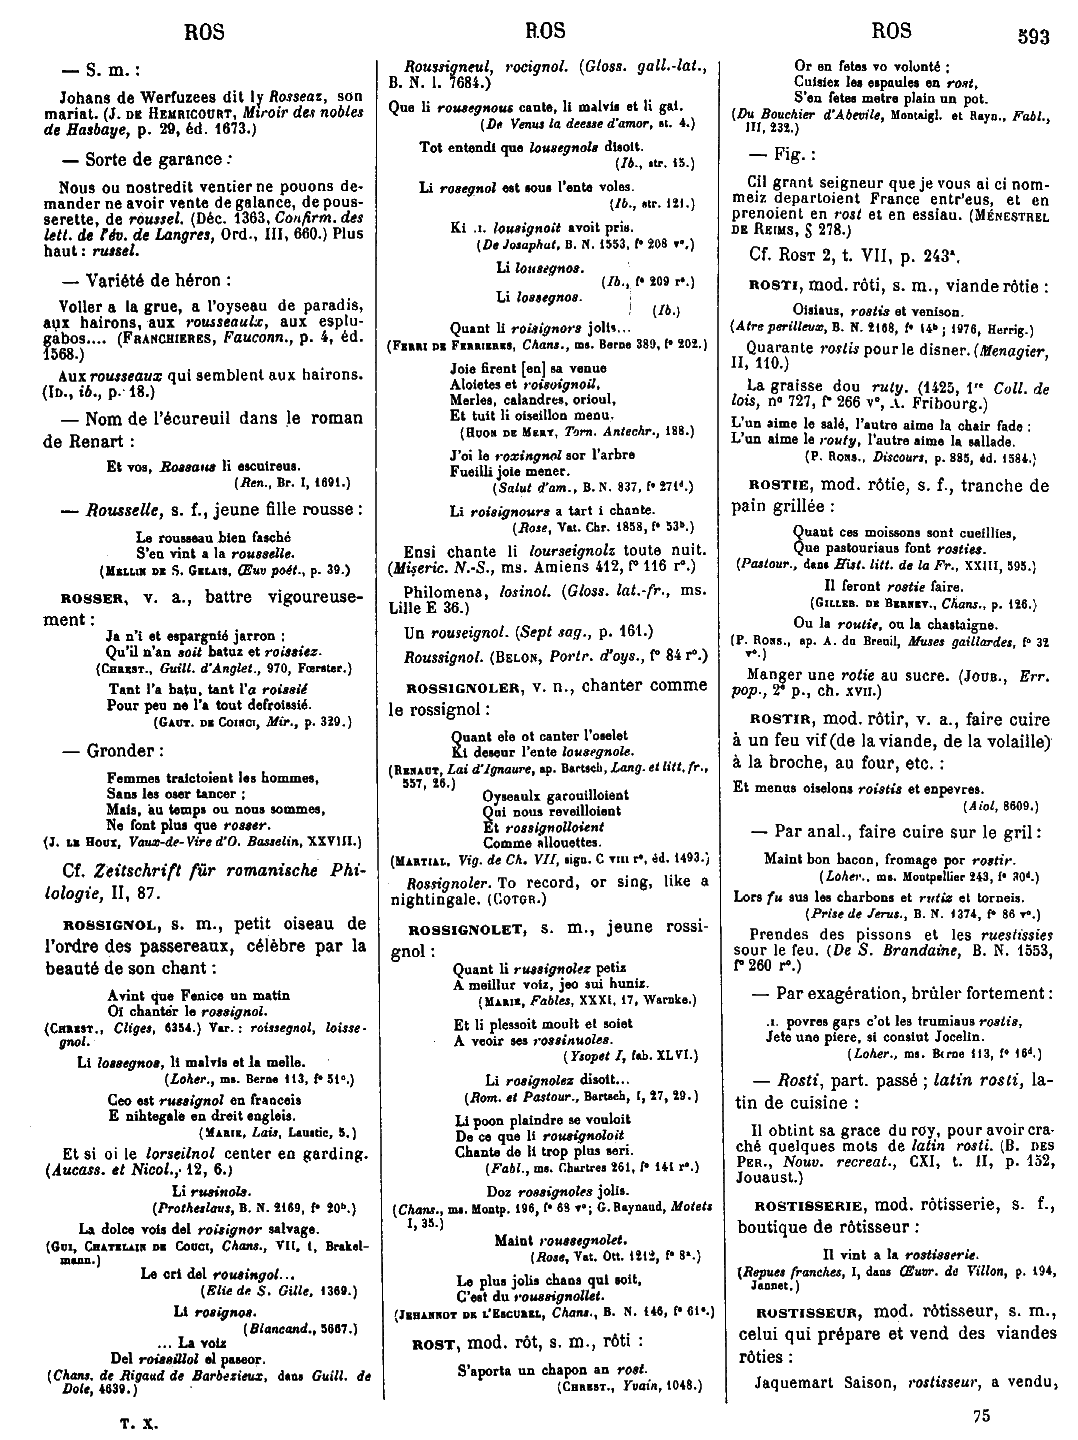 ROS
ROS
ROS
593
— S. m. :
Johans de Werfuzees dit ly Rosseaz, son
mariat. (J. DE HEMRICOURT, Miroir des nobles
de Hasbaye, p. 29, éd. 1673.)
— Sorte de garance :
Nous ou nostredit ventier ne pouons de-
mander ne avoir vente de galance, de pous-
serette, de roussel. (Déc. 1363, Confirm. des
lett. de l'év. de Langres, Ord., III, 660.) Plus
haut : russel.
— Variété de héron :
Voller a la grue, a l'oyseau de paradis,
aux hairons, aux rousseaulx, aux esplu-
gabos.... (FRANCHIERES, Fauconn., p. 4, éd.
1568.)
Aux rousseaux qui semblent aux hairons.
(ID., ib., p. 18.)
— Nom de l'écureuil dans le roman
de Renart :
Et vos, Rossaus li escuireus.
(Ren., Br. I, 1691.)
— Rousselle, s. f., jeune fille rousse :
Le rousseau bien fasché
S'en vint a la rousselle.
(MELLIN DE S. GELAIS, Œuv poét., p. 39.)
ROSSER, v. a., battre vigoureuse-
ment :
Ja n'i et espargnié jarron ;
Qu'il n'an soit batuz et roissiez.
(CHREST., Guill. d'Anglet., 970, Fœrster.)
Tant l'a batu, tant l'a roissié
Pour peu ne l'a tout defroissié.
(GAUT. DE COINCI, Mir., p. 329.)
— Gronder :
Femmes traictoient les hommes,
Sans les oser tancer ;
Mais, au temps ou nous sommes,
Ne font plus que rosser.
(J. LE HOUX, Vaux-de-Vire d'O. Basselin, XXVIII.)
Cf. Zeitschrift für romanische Phi-
lologie, II, 87.
ROSSIGNOL, s. m., petit oiseau de
l'ordre des passereaux, célèbre par la
beauté de son chant :
Avint que Fenice un matin
Oï chanter le rossignol.
(CHREST., Cliges, 6354.) Var. : roissegnol, loisse-
gnol.
Li lossegnos, li malvis et la melle.
(Loher., ms. Berne 113, f° 51c.)
Ceo est russignol en franceis
E nihtegale en dreit engleis.
(MARIE, Lais, Laustic, 5.)
Et si oi le lorseilnol center en garding.
(Aucass. et Nicol., 12, 6.)
Li rusinols.
(Protheslaus, B. N. 2169, f° 20b.)
La dolce vois del roisignor salvage.
(GUI, CHATELAIN DE COUCI, Chans., VII, 1, Brakel-
mann.)
Le cri del rousingol...
(Elie de S. Gille, 1369.)
Li rosignos.
(Blancand., 5667.)
... La voiz
Del roissillol el paseor.
(Chans. de Rigaud de Barbezieux, dans Guill. de
Dole, 4639.)
T. X.
Roussigneul, rocignol. (Gloss. gall.-lat.,
B. N. l. 7684.)
Que li rousegnous cante, li malvis et li gai.
(De Venus la deesse d'amor, st. 4.)
Tot entendi que lousegnols disoit.
(Ib., str. 15.)
Li rosegnol est sous l'ente voles.
(Ib., str. 121.)
Ki .I. lousignoit avoit pris.
(De Josaphat, B. N. 1553, f° 208 v°.)
Li lousegnos.
(Ib., f° 209 r°.)
Li lossegnos.
(Ib.)
Quant li roisignors jolis...
(FERRI DE FERRIERES, Chans., ms. Berne 389, f° 202.)
Joie firent [en] sa venue
Aloietes et roisoignoil,
Merles, calandres, orioul,
Et tuit li oiseillon menu.
(HUON DE MERY, Torn. Antechr., 188.)
J'oi le roxingnol sor l'arbre
Fueilli joie mener.
(Salut d'am., B. N. 837, f° 271d.)
Li roisignours a tart i chante.
(Rose, Vat. Chr. 1858, f° 53b.)
Ensi chante li lourseignolz toute nuit.
(Miseric. N.-S., ms. Amiens 412, f° 116 r°.)
Philomena, losinol. (Gloss. lat.-fr., ms.
Lille E 36.)
Un rouseignol. (Sept sag., p. 161.)
Roussignol. (BELON, Portr. d'oys., f° 84 r°.)
ROSSIGNOLER, v. n., chanter comme
le rossignol :
Quant ele ot canter l'oselet
Ki deseur l'ente lousegnole.
(RENAUT, Lai d'Ignaure, ap. Bartsch, Lang. et litt. fr.,
557, 26.)
Oyseaulx garouilloient
Qui nous reveilloient
Et rossignolloient
Comme allouettes.
(MARTIAL, Vig. de Ch. VII, sign. C VIII r°, éd. 1493.)
Rossignoler. To record, or sing, like a
nightingale. (COTGR.)
ROSSIGNOLET, s. m., jeune rossi-
gnol :
Quant li russignolez petiz
A meillur voiz, jeo sui huniz.
(MARIE, Fables, XXXI, 17, Warnke.)
Et li plessoit moult et soiet
A veoir ses rossinuoles.
(Ysopet I, fab. XLVI.)
Li rosignolez disoit...
(Rom. et Pastour., Bartsch, I, 27, 29.)
Li poon plaindre se vouloit
De ce que li rousignoloit
Chante de li trop plus seri.
(Fabl., ms. Chartres 261, f° 141 r°.)
Doz rossignoles jolis.
(Chans., ms. Montp. 196, f° 63 v°; G. Raynaud, Motets
I, 35.)
Maint roussegnolet.
(Rose, Vat. Ott. 1212, f° 8a.)
Le plus jolis chans qui soit,
C'est du roussignollet.
(JEHANNOT DE L'ESCUREL, Chans., B. N. 146, f° 61a.)
ROST, mod. rôt, s. m., rôti :
S'aporta un chapon an rost.
(CHREST., Yvain, 1048.)
Or en fetes vo volonté ;
Cuisiez les espaules en rost,
S'en fetes metre plain un pot.
(Du Bouchier d'Abevile, Montaigl. et Rayn., Fabl.,
III, 232.)
— Fig. :
Cil grant seigneur que je vous ai ci nom-
meiz departoient France entr'eus, et en
prenoient en rost et en essiau. (MÉNESTREL
DE REIMS, § 278.)
Cf. ROST 2, t. VII, p. 243a.
ROSTI, mod. rôti, s. m., viande rôtie :
Oisiaus, rostis et venison.
(Atre perilleux, B. N. 2168, f° 14b ; 1976, Herrig.)
Quarante rostis pour le disner. (Menagier,
II, 110.)
La graisse dou ruty. (1425, 1re Coll. de
lois, n° 727, f° 266 v°, A. Fribourg.)
L'un aime le salé, l'autre aime la chair fade ;
L'un aime le routy, l'autre aime la sallade.
(P. RONS., Discours, p. 885, éd. 1584.)
ROSTIE, mod. rôtie, s. f., tranche de
pain grillée :
Quant ces moissons sont cueillies,
Que pastouriaus font rosties.
(Pastour., dans Hist. litt. de la Fr., XXIII, 595.)
Il feront rostie faire.
(GILLEB. DE BERNEV., Chans., p. 126.)
Ou la routie, ou la chastaigne.
(P. RONS., ap. A. du Breuil, Muses gaillardes, f° 32
v°.)
Manger une rotie au sucre. (JOUB., Err.
pop., 2e p., ch. XVII.)
ROSTIR, mod. rôtir, v. a., faire cuire
à un feu vif (de la viande, de la volaille)
à la broche, au four, etc. :
Et menus oiselons roistis et enpevres.
(Aiol, 8609.)
— Par anal., faire cuire sur le gril :
Maint bon bacon, fromage por rostir.
(Loher., ms. Montpellier 243, f° 30d.)
Lors fu sus les charbons et rutiz et torneis.
(Prise de Jerus., B. N. 1374, f° 86 v°.)
Prendes des pissons et les ruestissies
sour le feu. (De S. Brandaine, B. N. 1553,
f° 260 r°.)
— Par exagération, brûler fortement :
.I. povres gars c'ot les trumiaus rostis,
Jete une piere, si consiut Jocelin.
(Loher., ms. Berne 113, f° 16d.)
— Rosti, part. passé ; latin rosti, la-
tin de cuisine :
Il obtint sa grace du roy, pour avoir cra-
ché quelques mots de latin rosti. (B. DES
PER., Nouv. recreat., CXI, t. II, p. 152,
Jouaust.)
ROSTISSERIE, mod. rôtisserie, s. f.,
boutique de rôtisseur :
Il vint a la rostisserie.
(Repues franches, I, dans Œuvr. de Villon, p. 194,
Jannet.)
ROSTISSEUR, mod. rôtisseur, s. m.,
celui qui prépare et vend des viandes
rôties :
Jaquemart Saison, rostisseur, a vendu,
75